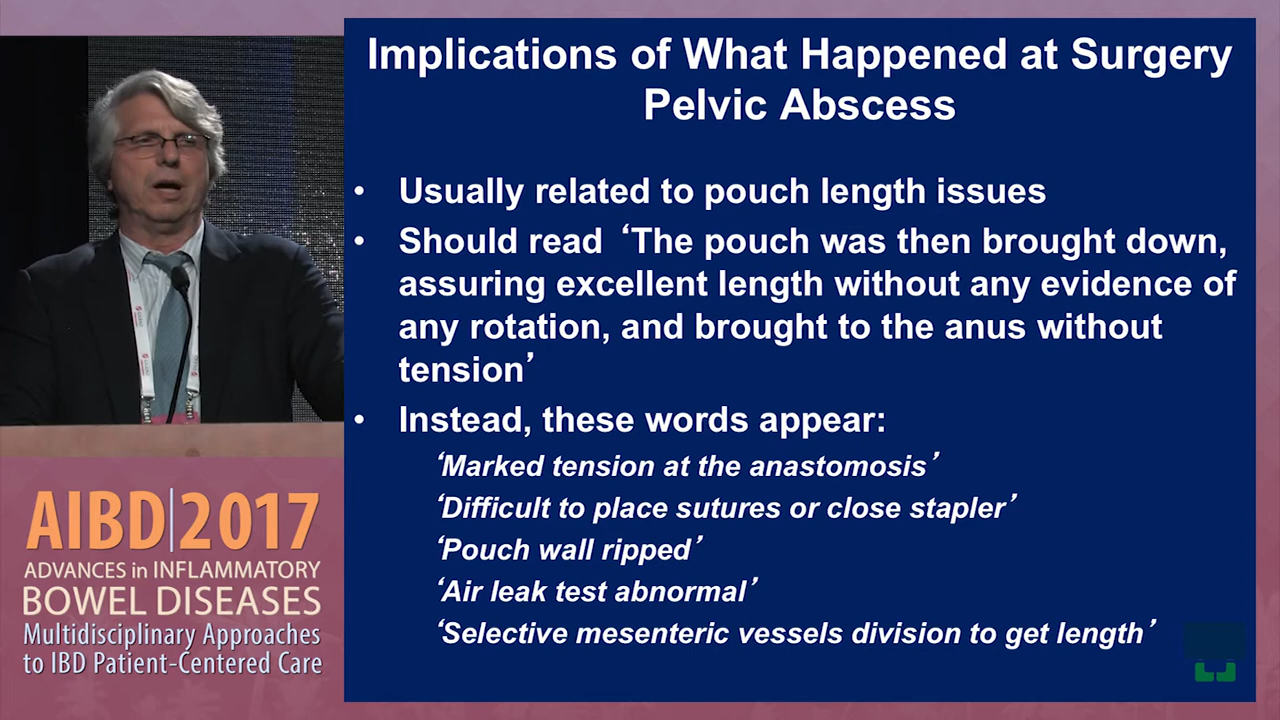 Implications of What Happened at Surgery
Pelvic Abscess
• Usually related to pouch length issues
• Should read ‘The pouch was then brought down,
assuring excellent length without any evidence of
any rotation, and brought to the anus without
tension’
• Instead, these words appear:
‘Marked tension at the anastomosis’
‘Difficult to place sutures or close stapler’
‘Pouch wall ripped’
‘Air leak test abnormal’
‘Selective mesenteric vessels division to get length’
AIBD|2017
ADVANCES in INFLAMMATORY
BOWEL DISEASES
Multidisciplinary Approaches
to IBD Patient-Centered Care